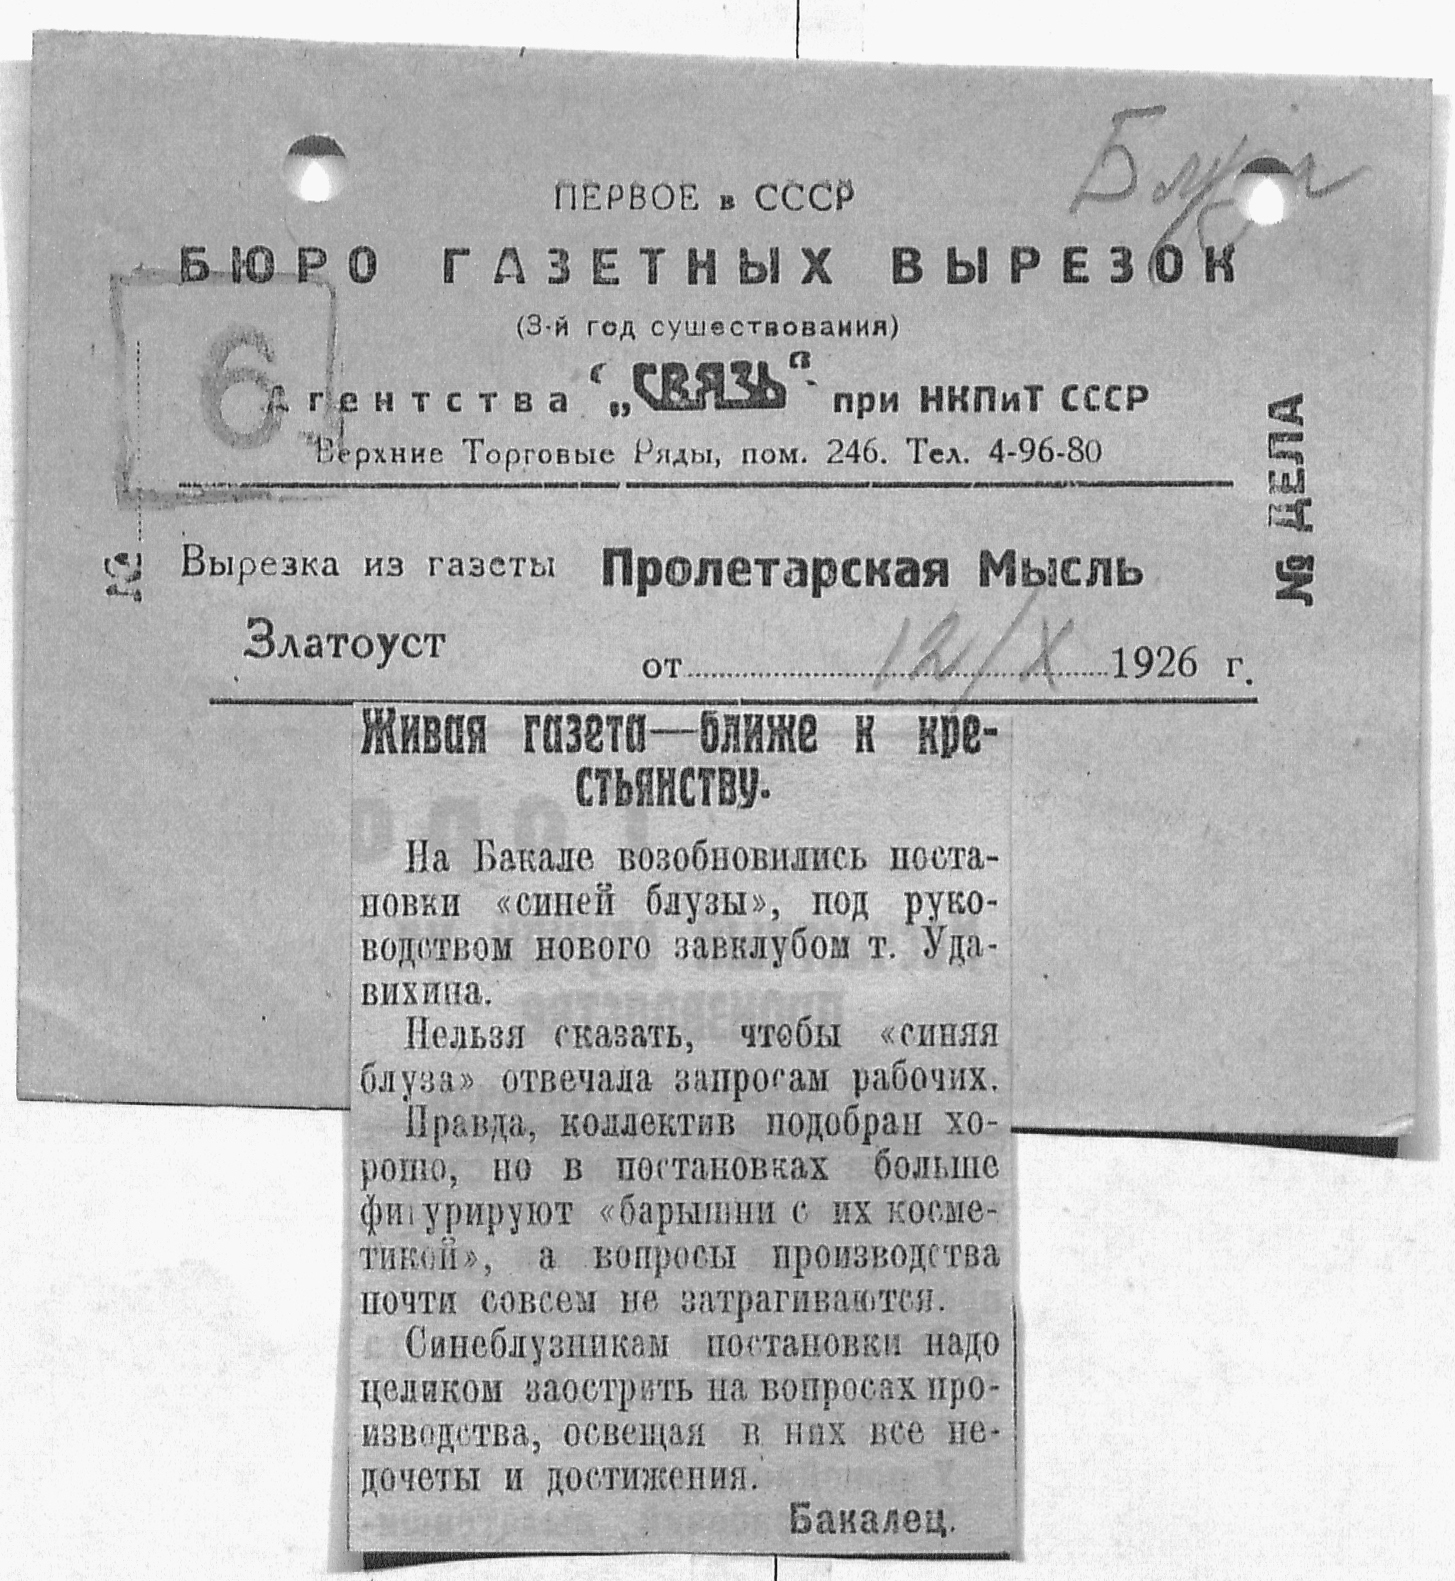 ПЕРВОЕ в СССР
БЮРО ГАЗЕТНЫХ ВЫРЕЗОК
(3-й год сушествования)
6
Агентства „СВЯЗЬ“ при НКПиТ СССР
Верхние Торговые Ряды, пом. 246. Тел. 4-96-80
№ ДЕЛА
№
Вырезка из газеты Пролетарская Мысль
Златоуст
от 12/X 1926 г.
Живая газета—ближе к кре-
стьянству.
На Бакале возобновились поста-
новки «синей блузы», под руко-
водством нового завклубом т. Уда-
вихина.
Нельзя сказать, чтобы «синяя
блуза» отвечала запросам рабочих.
Правда, коллектив подобран хо-
рошо, но в постановках больше
фигурируют «барышни с их косме-
тикой», а вопросы производства
почти совсем не затрагиваются.
Синеблузникам постановки надо
целиком заострить на вопросах про-
изводства, освещая в них все не-
дочеты и достижения.
Бакалец.